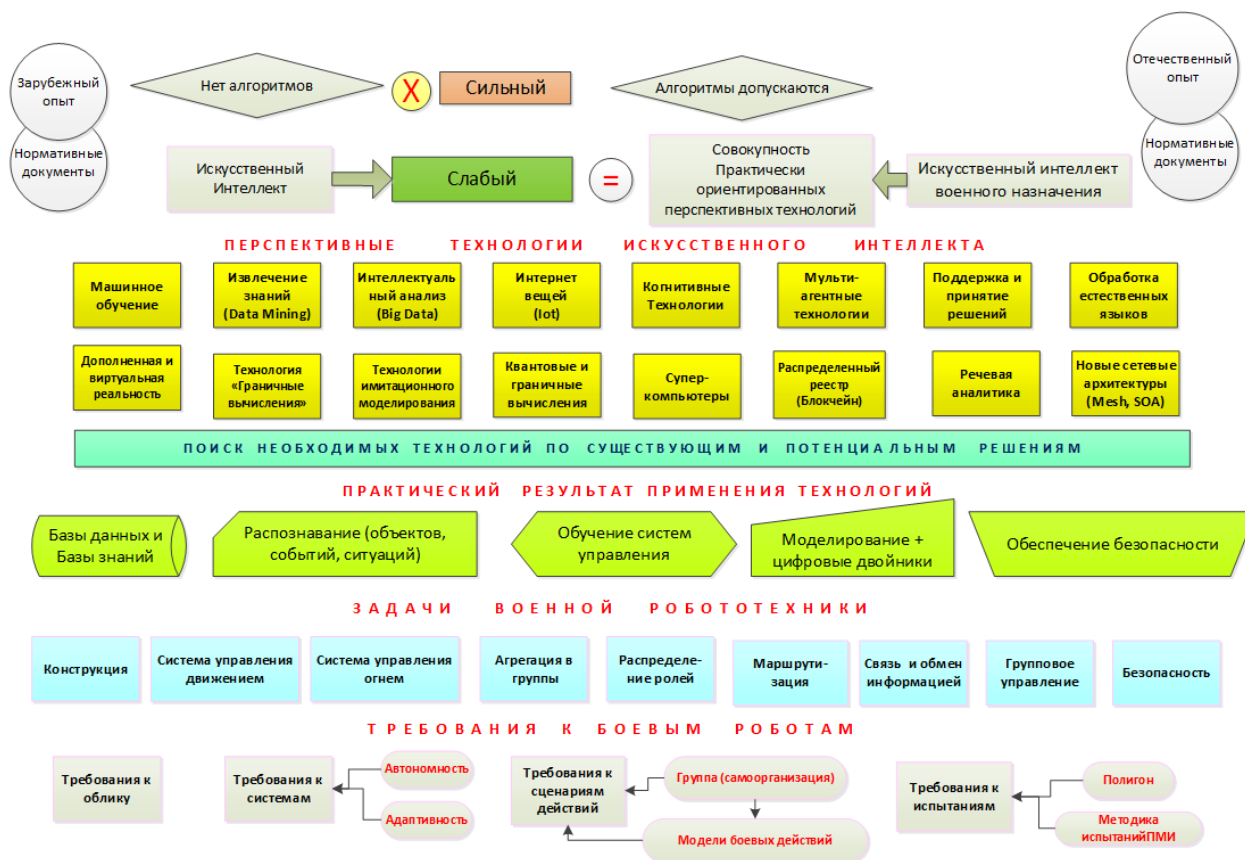 Зарубежный
опыт
Нормативные
документы
Нет алгоритмов
X
Сильный
Алгоритмы допускаются
Отечественный
опыт
Нормативные
документы
Искусственный
Интеллект
Слабый
=
Совокупность
Практически
ориентированных
перспективных технологий
Искусственный интеллект
военного назначения
ПЕРСПЕКТИВНЫЕ ТЕХНОЛОГИИ ИСКУССТВЕННОГО ИНТЕЛЛЕКТА
Машинное
обучение
Извлечение
знаний
(Data Mining)
Интеллектуаль
ный анализ
(Big Data)
Интернет
вещей
(Iot)
Когнитивные
Технологии
Мульти-
агентные
технологии
Поддержка и
принятие
решений
Обработка
естественных
языков
Дополненная и
виртуальная
реальность
Технология
«Граничные
вычисления»
Технологии
имитационного
моделирования
Квантовые и
граничные
вычисления
Супер-
компьютеры
Распределенный
реестр
(Блокчейн)
Речевая
аналитика
Новые сетевые
архитектуры
(Mesh, SOA)
ПОИСК НЕОБХОДИМЫХ ТЕХНОЛОГИЙ ПО СУЩЕСТВУЮЩИМ И ПОТЕНЦИАЛЬНЫМ РЕШЕНИЯМ
ПРАКТИЧЕСКИЙ РЕЗУЛЬТАТ ПРИМЕНЕНИЯ ТЕХНОЛОГИЙ
Базы данных и
Базы знаний
Распознавание (объектов,
событий, ситуаций)
Обучение систем
управления
Моделирование +
цифровые двойники
Обеспечение безопасности
ЗАДАЧИ ВОЕННОЙ РОБОТОТЕХНИКИ
Конструкция
Система управления
движением
Система управления
огнем
Агрегация в
группы
Распределе-
ние ролей
Маршрути-
зация
Связь и обмен
информацией
Групповое
управление
Безопасность
ТРЕБОВАНИЯ К БОЕВЫМ РОБОТАМ
Требования к
облику
Требования к
системам
Автономность
Адаптивность
Требования к
сценариям
действий
Группа (самоорганизация)
Модели боевых действий
Требования к
испытаниям
Полигон
Методика
испытанийПМИ